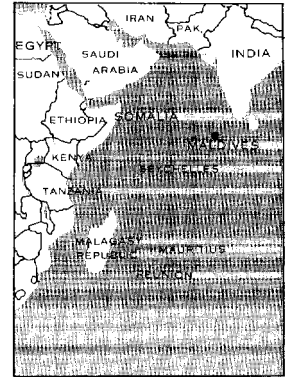 IRAN
PAK.
EGYPT
SAUDI
ARABIA
INDIA
SUDAN
ETHIOPIA
SOMALIA
MALDIVES
KENYA
SEYCHELLES
TANZANIA
MALAGASY
REPUBLIC
MAURITIUS
REUNION